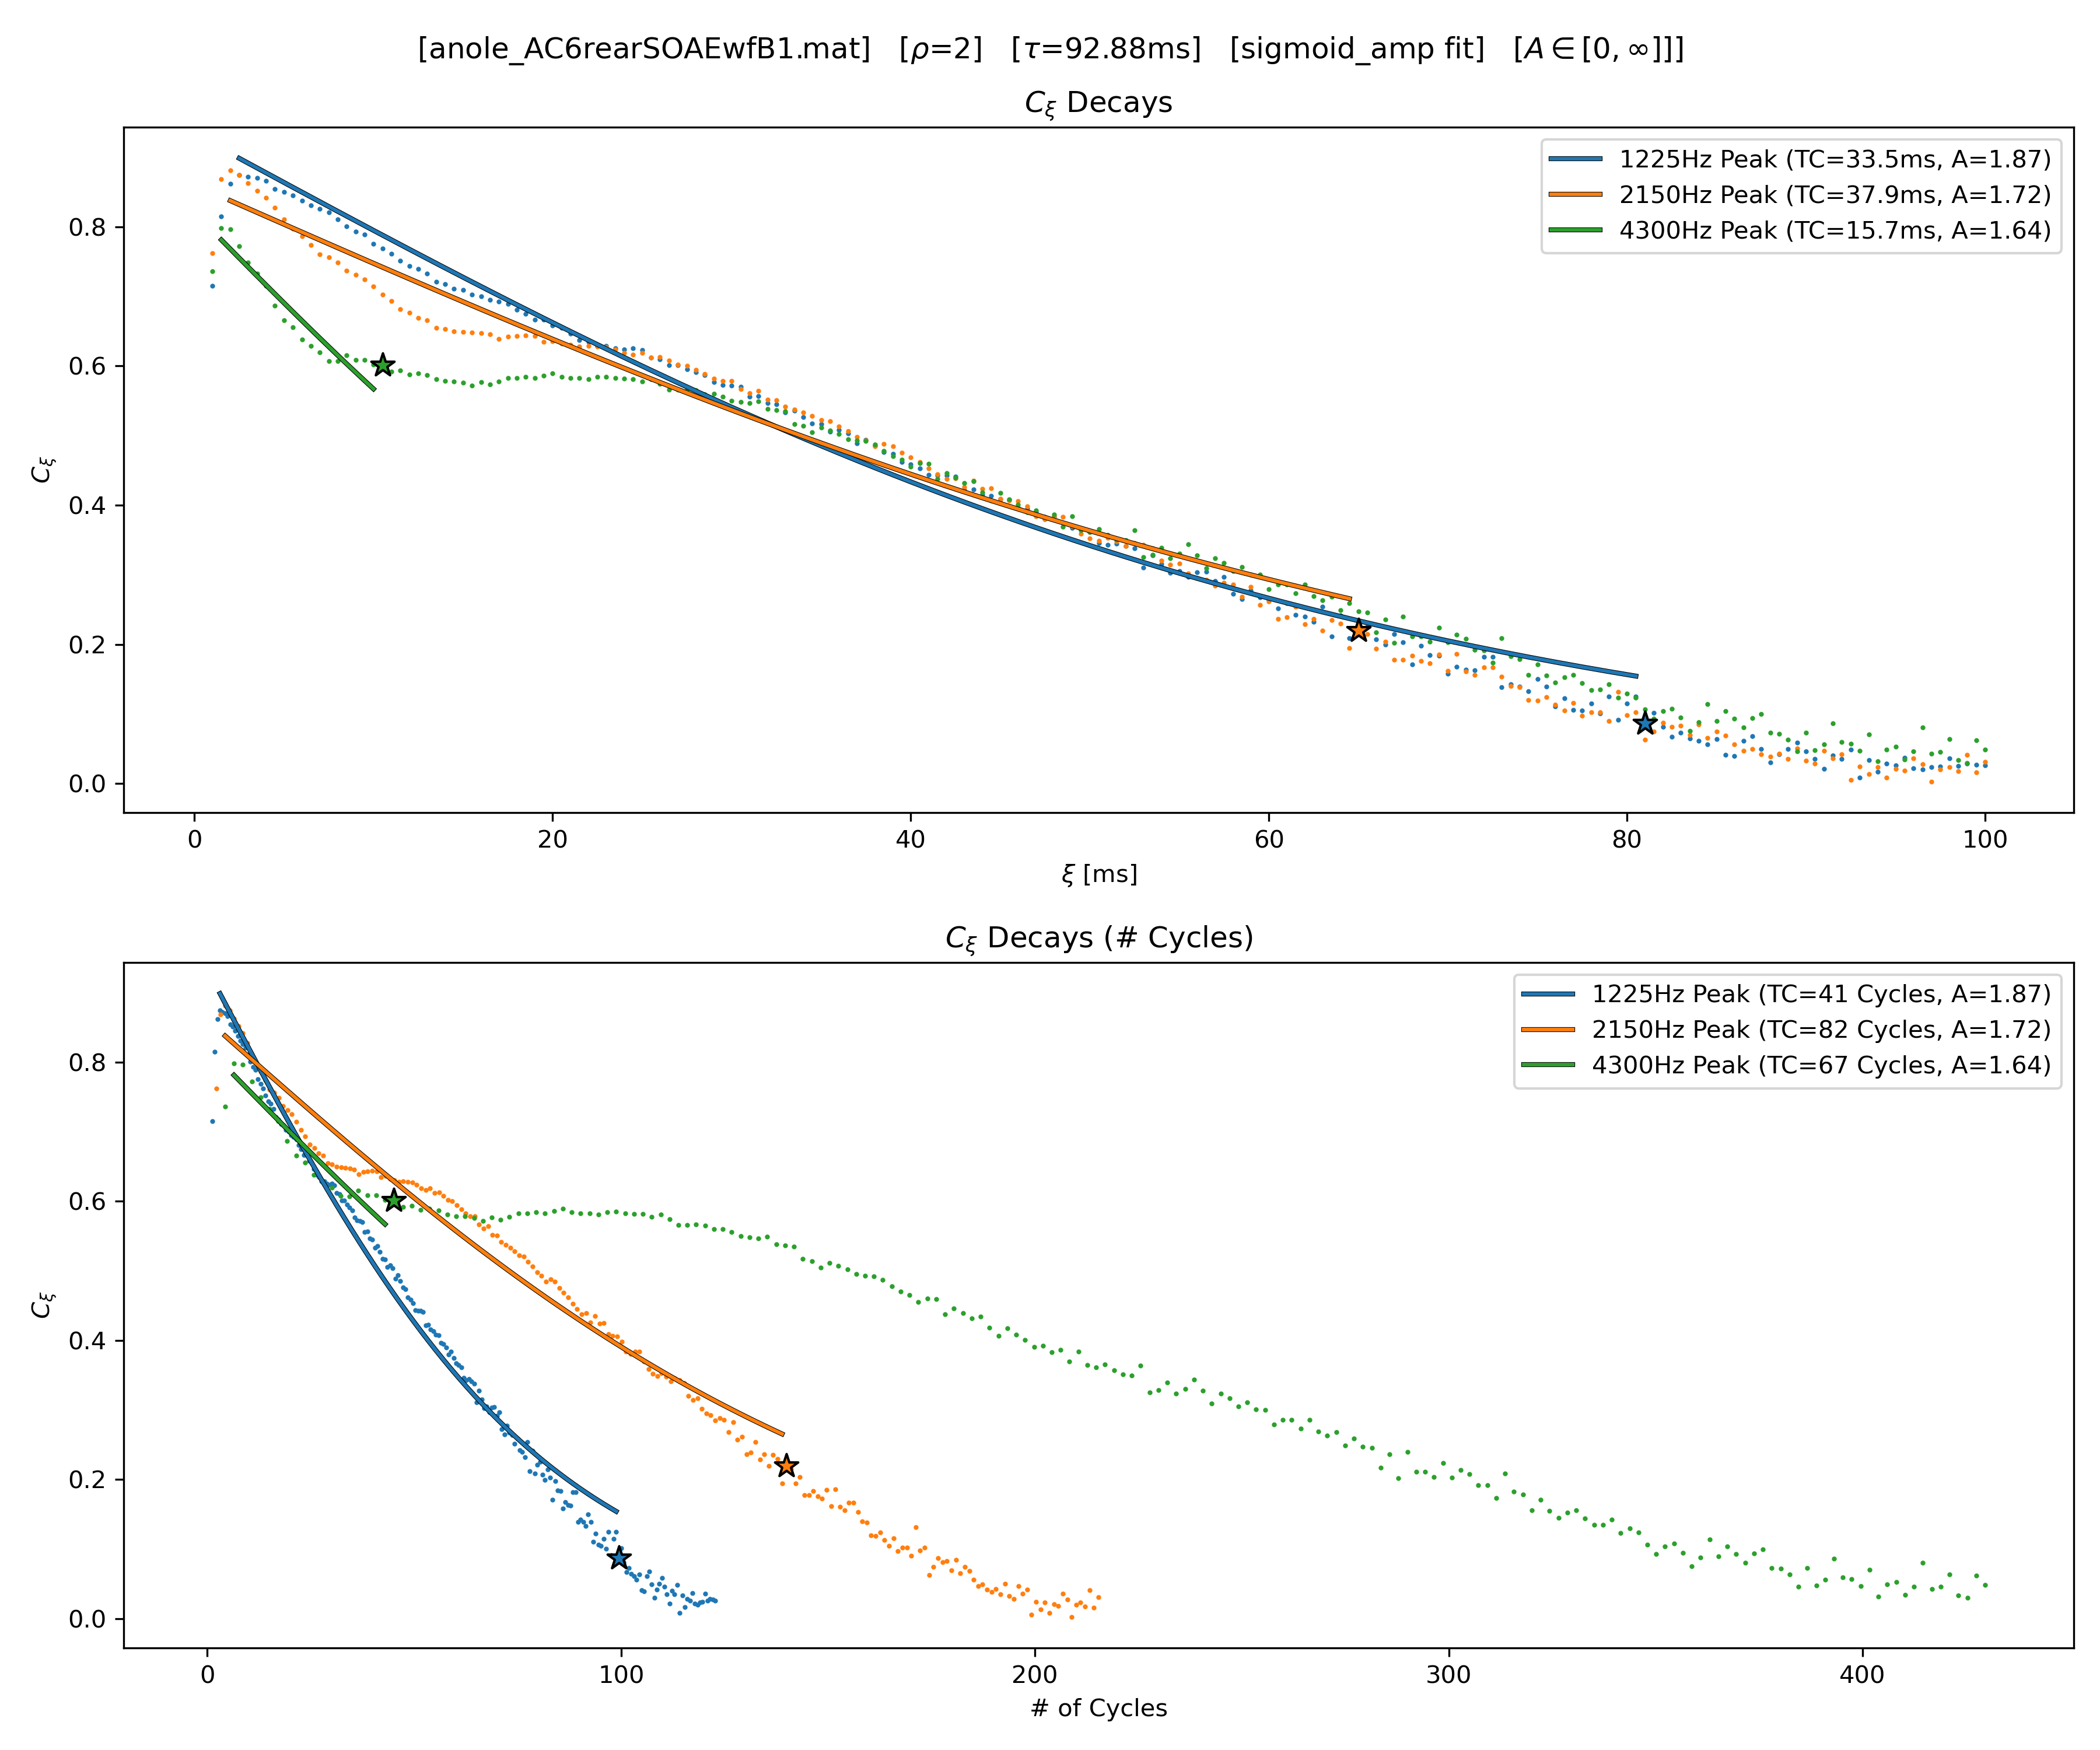 [anole_AC6rearSOAEwfB1.mat] [ρ=2] [τ=92.88ms] [sigmoid_amp fit] [A ∈ [0, ∞]]]
C_ξ Decays
1225Hz Peak (TC=33.5ms, A=1.87)
2150Hz Peak (TC=37.9ms, A=1.72)
4300Hz Peak (TC=15.7ms, A=1.64)
C_ξ
0.8
0.6
0.4
0.2
0.0
0 20 40 60 80 100
ξ [ms]
C_ξ Decays (# Cycles)
1225Hz Peak (TC=41 Cycles, A=1.87)
2150Hz Peak (TC=82 Cycles, A=1.72)
4300Hz Peak (TC=67 Cycles, A=1.64)
C_ξ
0.8
0.6
0.4
0.2
0.0
0 100 200 300 400
# of Cycles